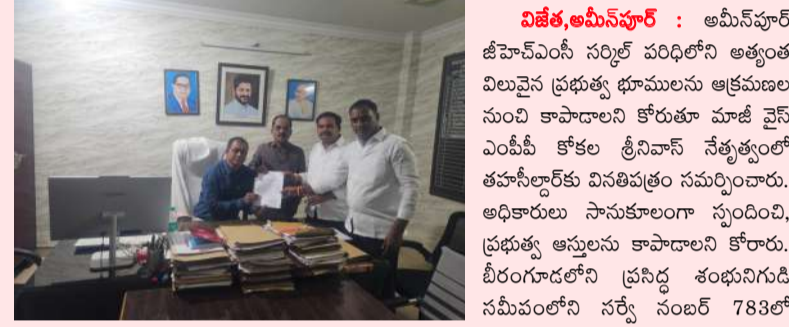 విజేత,అమీన్‌పూర్ : అమీన్‌పూర్
జీహెచ్ఎంసీ సర్కిల్ పరిధిలోని అత్యంత
విలువైన ప్రభుత్వ భూములను ఆక్రమణల
నుంచి కాపాడాలని కోరుతూ మాజీ వైస్
ఎంపీపీ కోకల శ్రీనివాస్ నేతృత్వంలో
తహసీల్దార్‌కు వినతిపత్రం సమర్పించారు.
అధికారులు సానుకూలంగా స్పందించి,
ప్రభుత్వ ఆస్తులను కాపాడాలని కోరారు.
బీరంగూడలోని ప్రసిద్ధ శంభునిగుడి
సమీపంలోని సర్వే నంబర్ 783లో